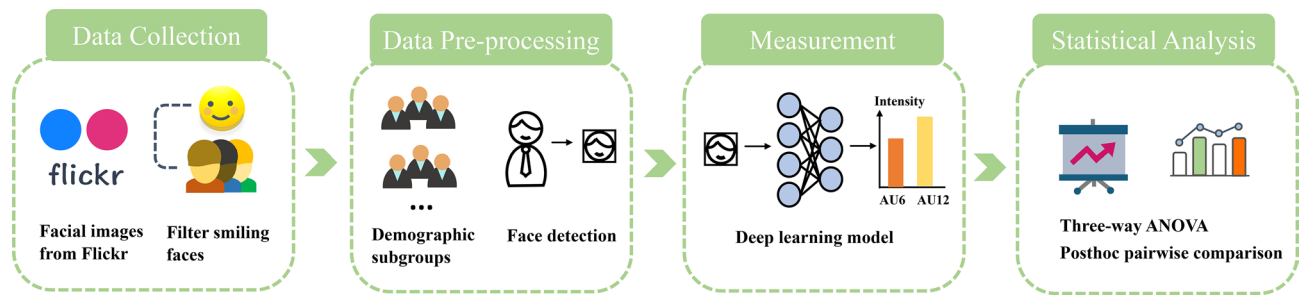 Data Collection
flickr
Facial images
from Flickr
Filter smiling
faces
Data Pre-processing
...
Demographic
subgroups
Face detection
Measurement
Intensity
AU6
AU12
Deep learning model
Statistical Analysis
Three-way ANOVA
Posthoc pairwise comparison